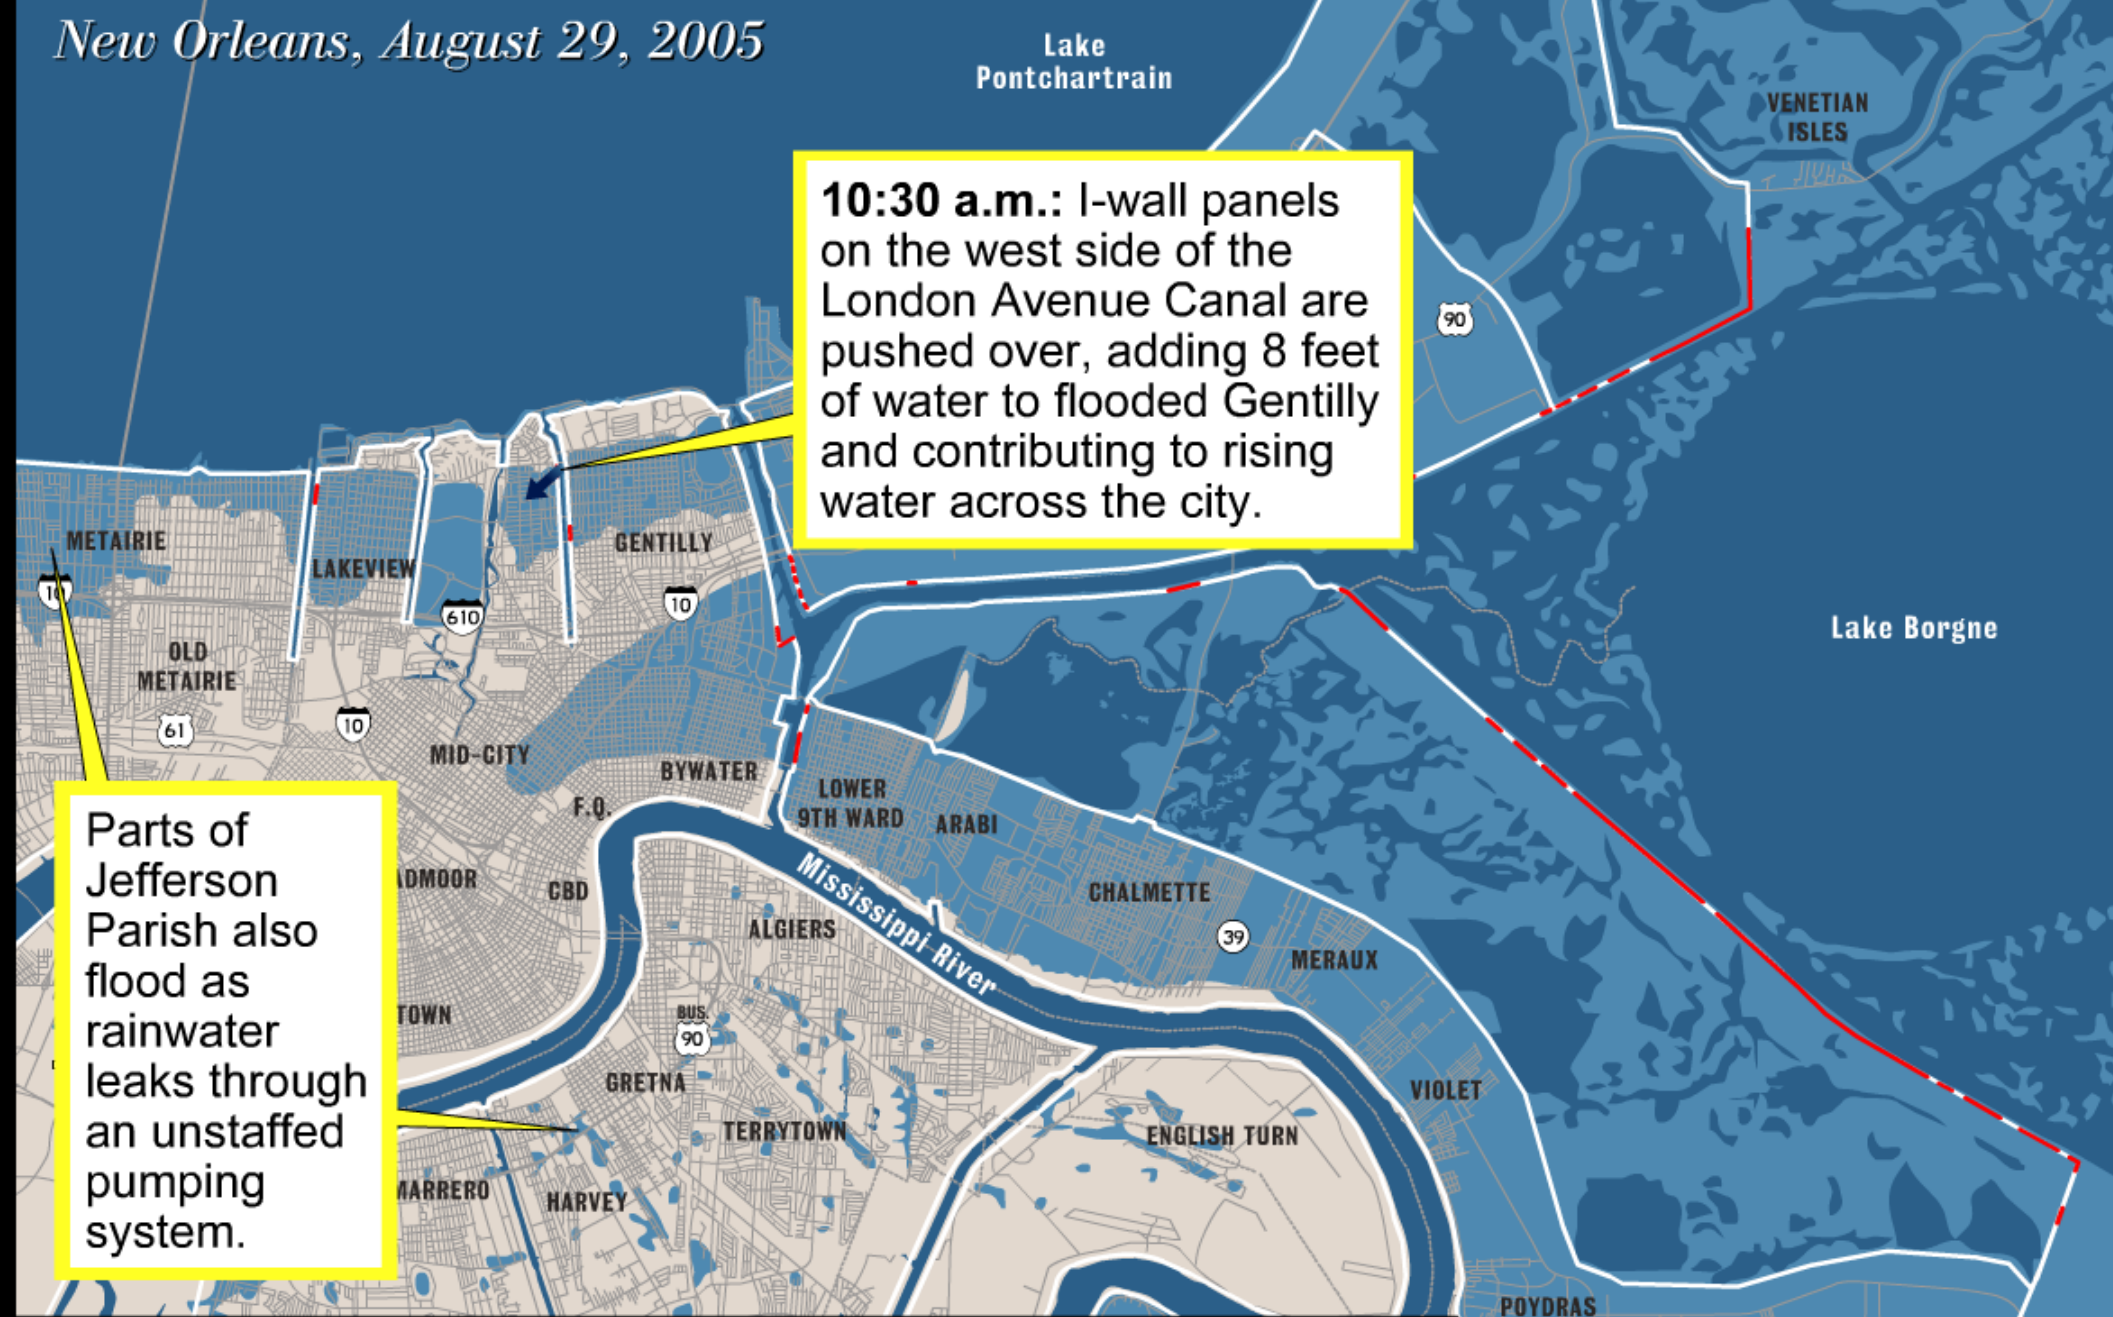 New Orleans, August 29, 2005
Lake
Pontchartrain
VENETIAN
ISLES
10:30 a.m.: I-wall panels
on the west side of the
London Avenue Canal are
pushed over, adding 8 feet
of water to flooded Gentilly
and contributing to rising
water across the city.
90
METAIRIE
LAKEVIEW
GENTILLY
10
610
10
Lake Borgne
OLD
METAIRIE
61
10
MID-CITY
BYWATER
F.Q.
LOWER
9TH WARD
ARABI
Parts of
Jefferson
Parish also
flood as
rainwater
leaks through
an unstaffed
pumping
system.
ADMOOR
CBD
Mississippi River
CHALMETTE
ALGIERS
39
MERAUX
TOWN
BUS.
90
GRETNA
VIOLET
TERRYTOWN
ENGLISH TURN
MARRERO
HARVEY
POYDRAS